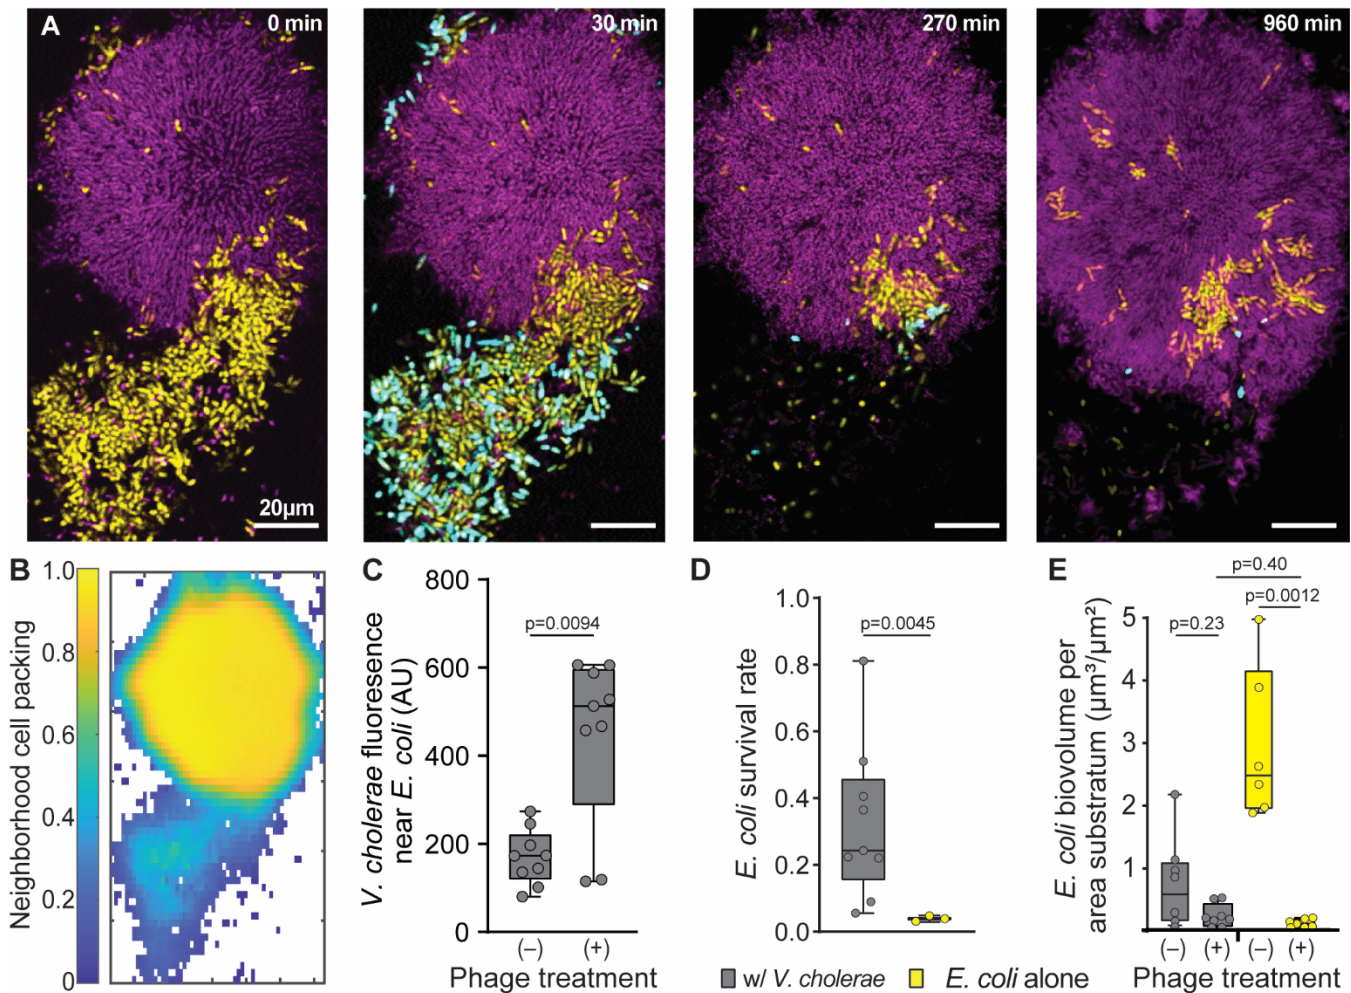 A
0 min
30 min
270 min
960 min
20µm
B
Neighborhood cell packing
1.0
0.8
0.6
0.4
0.2
0
C
V. cholerae fluoresence
near E. coli (AU)
800
600
400
200
0
p=0.0094
(–)
(+)
Phage treatment
D
E. coli survival rate
1.0
0.8
0.6
0.4
0.2
0.0
p=0.0045
w/ V. cholerae
E. coli alone
E
E. coli biovolume per
area substratum (µm³/µm²)
5
4
3
2
1
p=0.40
p=0.0012
p=0.23
(–)
(+)
(–)
(+)
Phage treatment